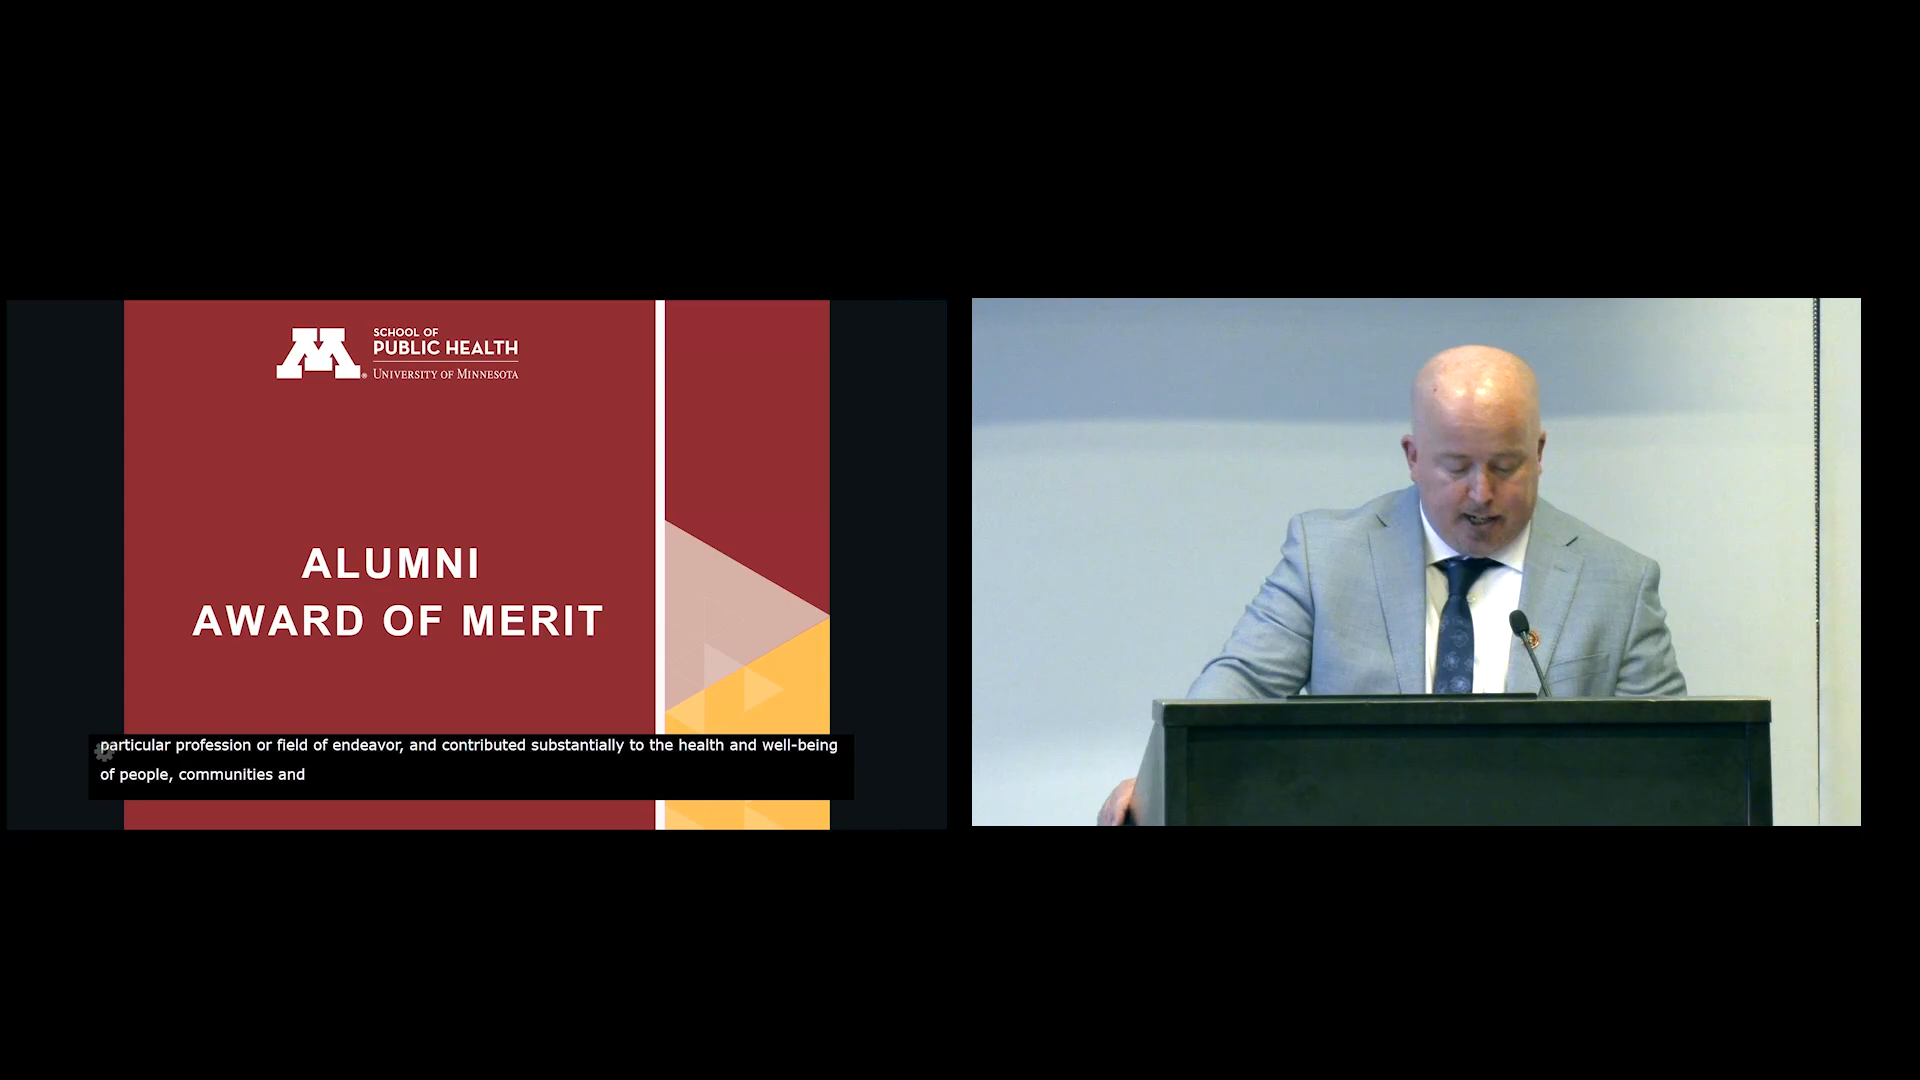 SCHOOL OF
PUBLIC HEALTH
UNIVERSITY OF MINNESOTA
ALUMNI
AWARD OF MERIT
particular profession or field of endeavor, and contributed substantially to the health and well-being
of people, communities and